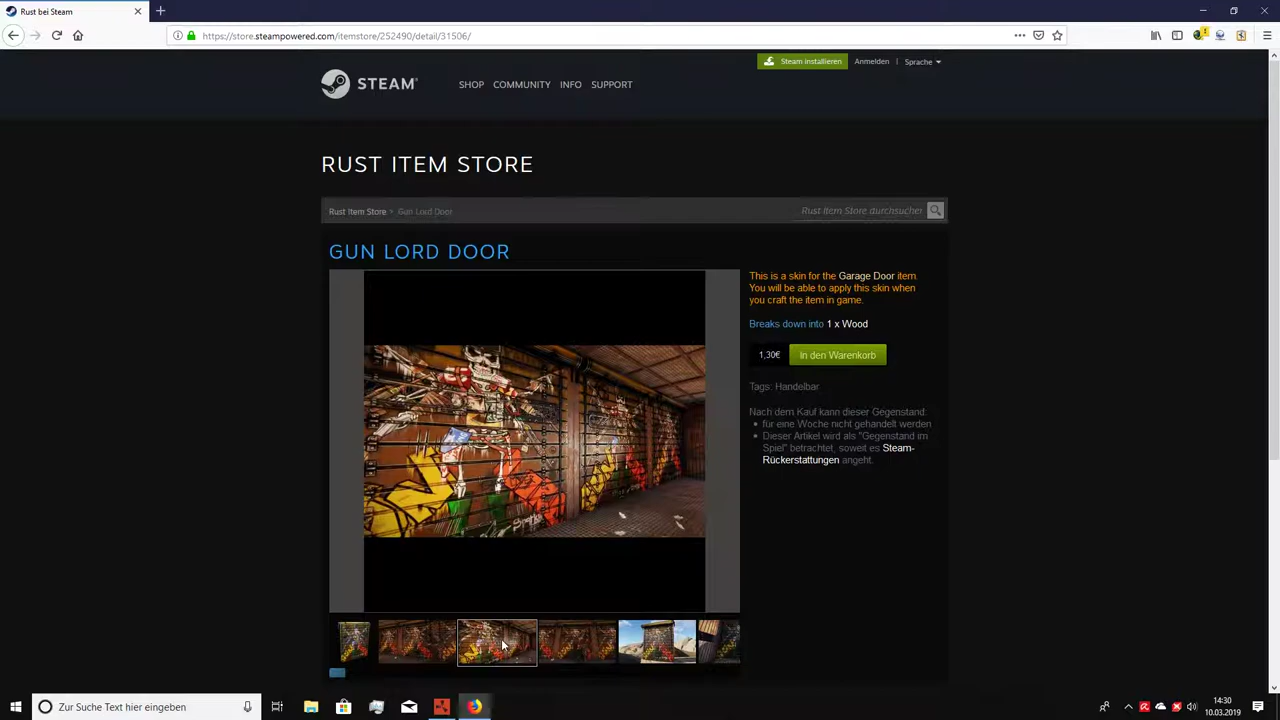 Rust bei Steam
https://store.steampowered.com/itemstore/252490/detail/31506/
Steam installieren
Anmelden
Sprache
STEAM
SHOP
COMMUNITY
INFO
SUPPORT
RUST ITEM STORE
Rust Item Store > Gun Lord Door
Rust Item Store durchsuchen
GUN LORD DOOR
This is a skin for the Garage Door item.
You will be able to apply this skin when
you craft the item in game.
Breaks down into 1 x Wood
1,30€
In den Warenkorb
Tags: Handelbar
Nach dem Kauf kann dieser Gegenstand:
für eine Woche nicht gehandelt werden
Dieser Artikel wird als "Gegenstand im
Spiel" betrachtet, soweit es Steam-
Rückerstattungen angeht.
Zur Suche Text hier eingeben
14:30
10.03.2019